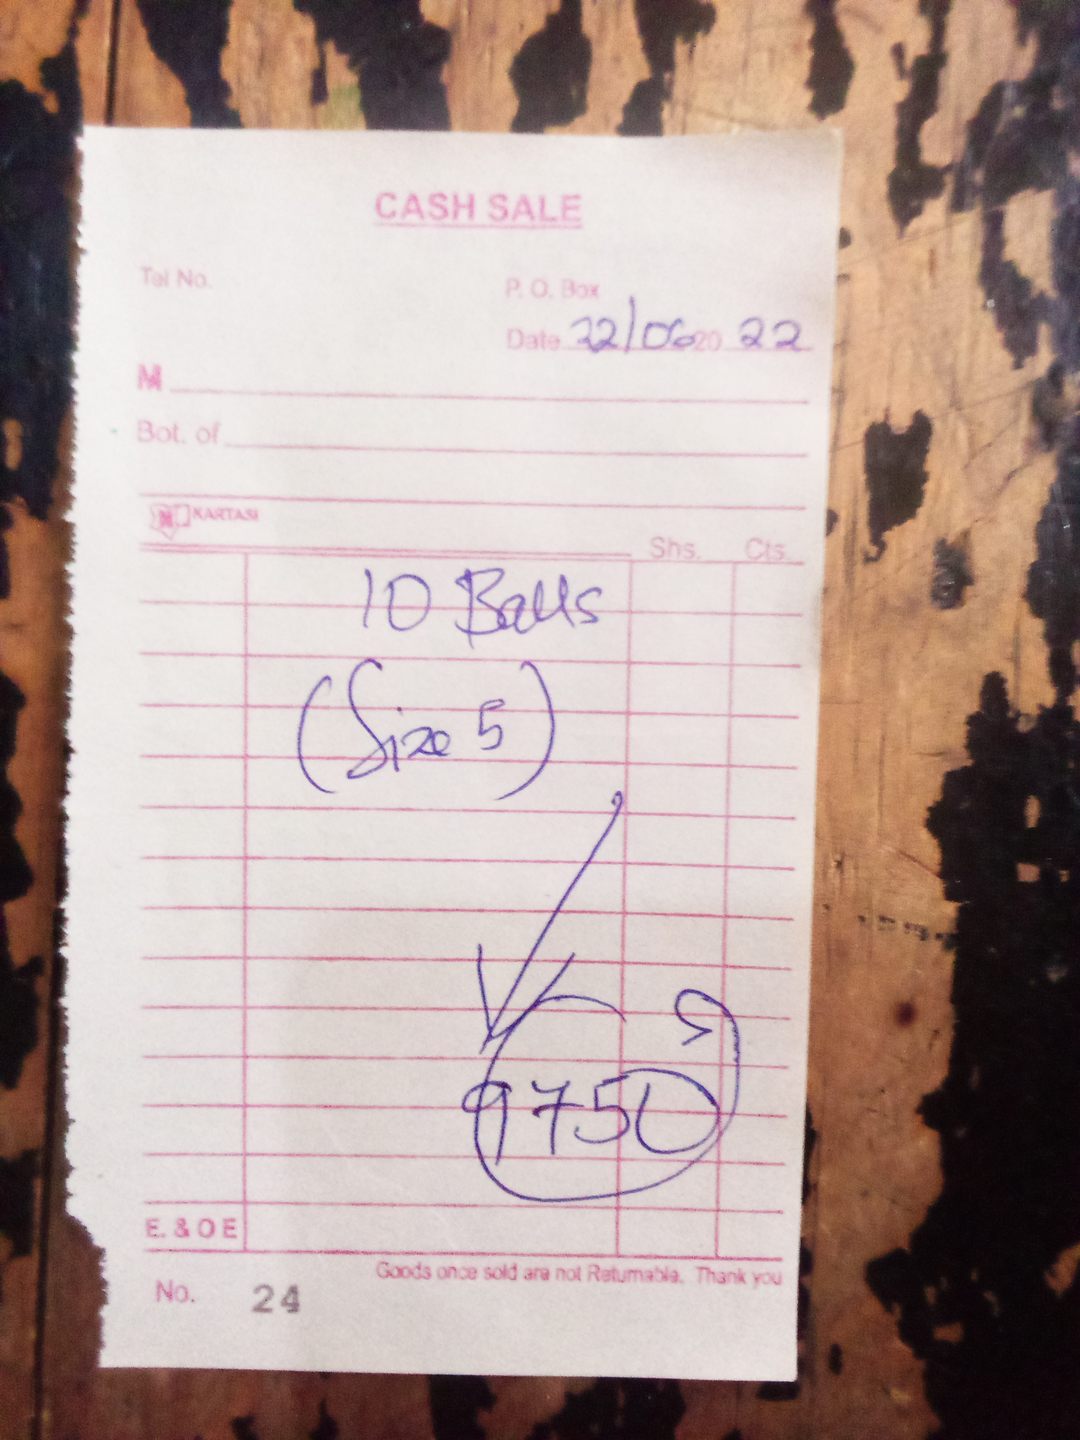 CASH SALE
Tel No.
P. O. Box
Date 22/06 20 22
M
Bot. of
KARTASI
Shs. Cts.
10 Balls
(Size 5)
9750
E. & O E
Goods once sold are not Returnable. Thank you
No. 24